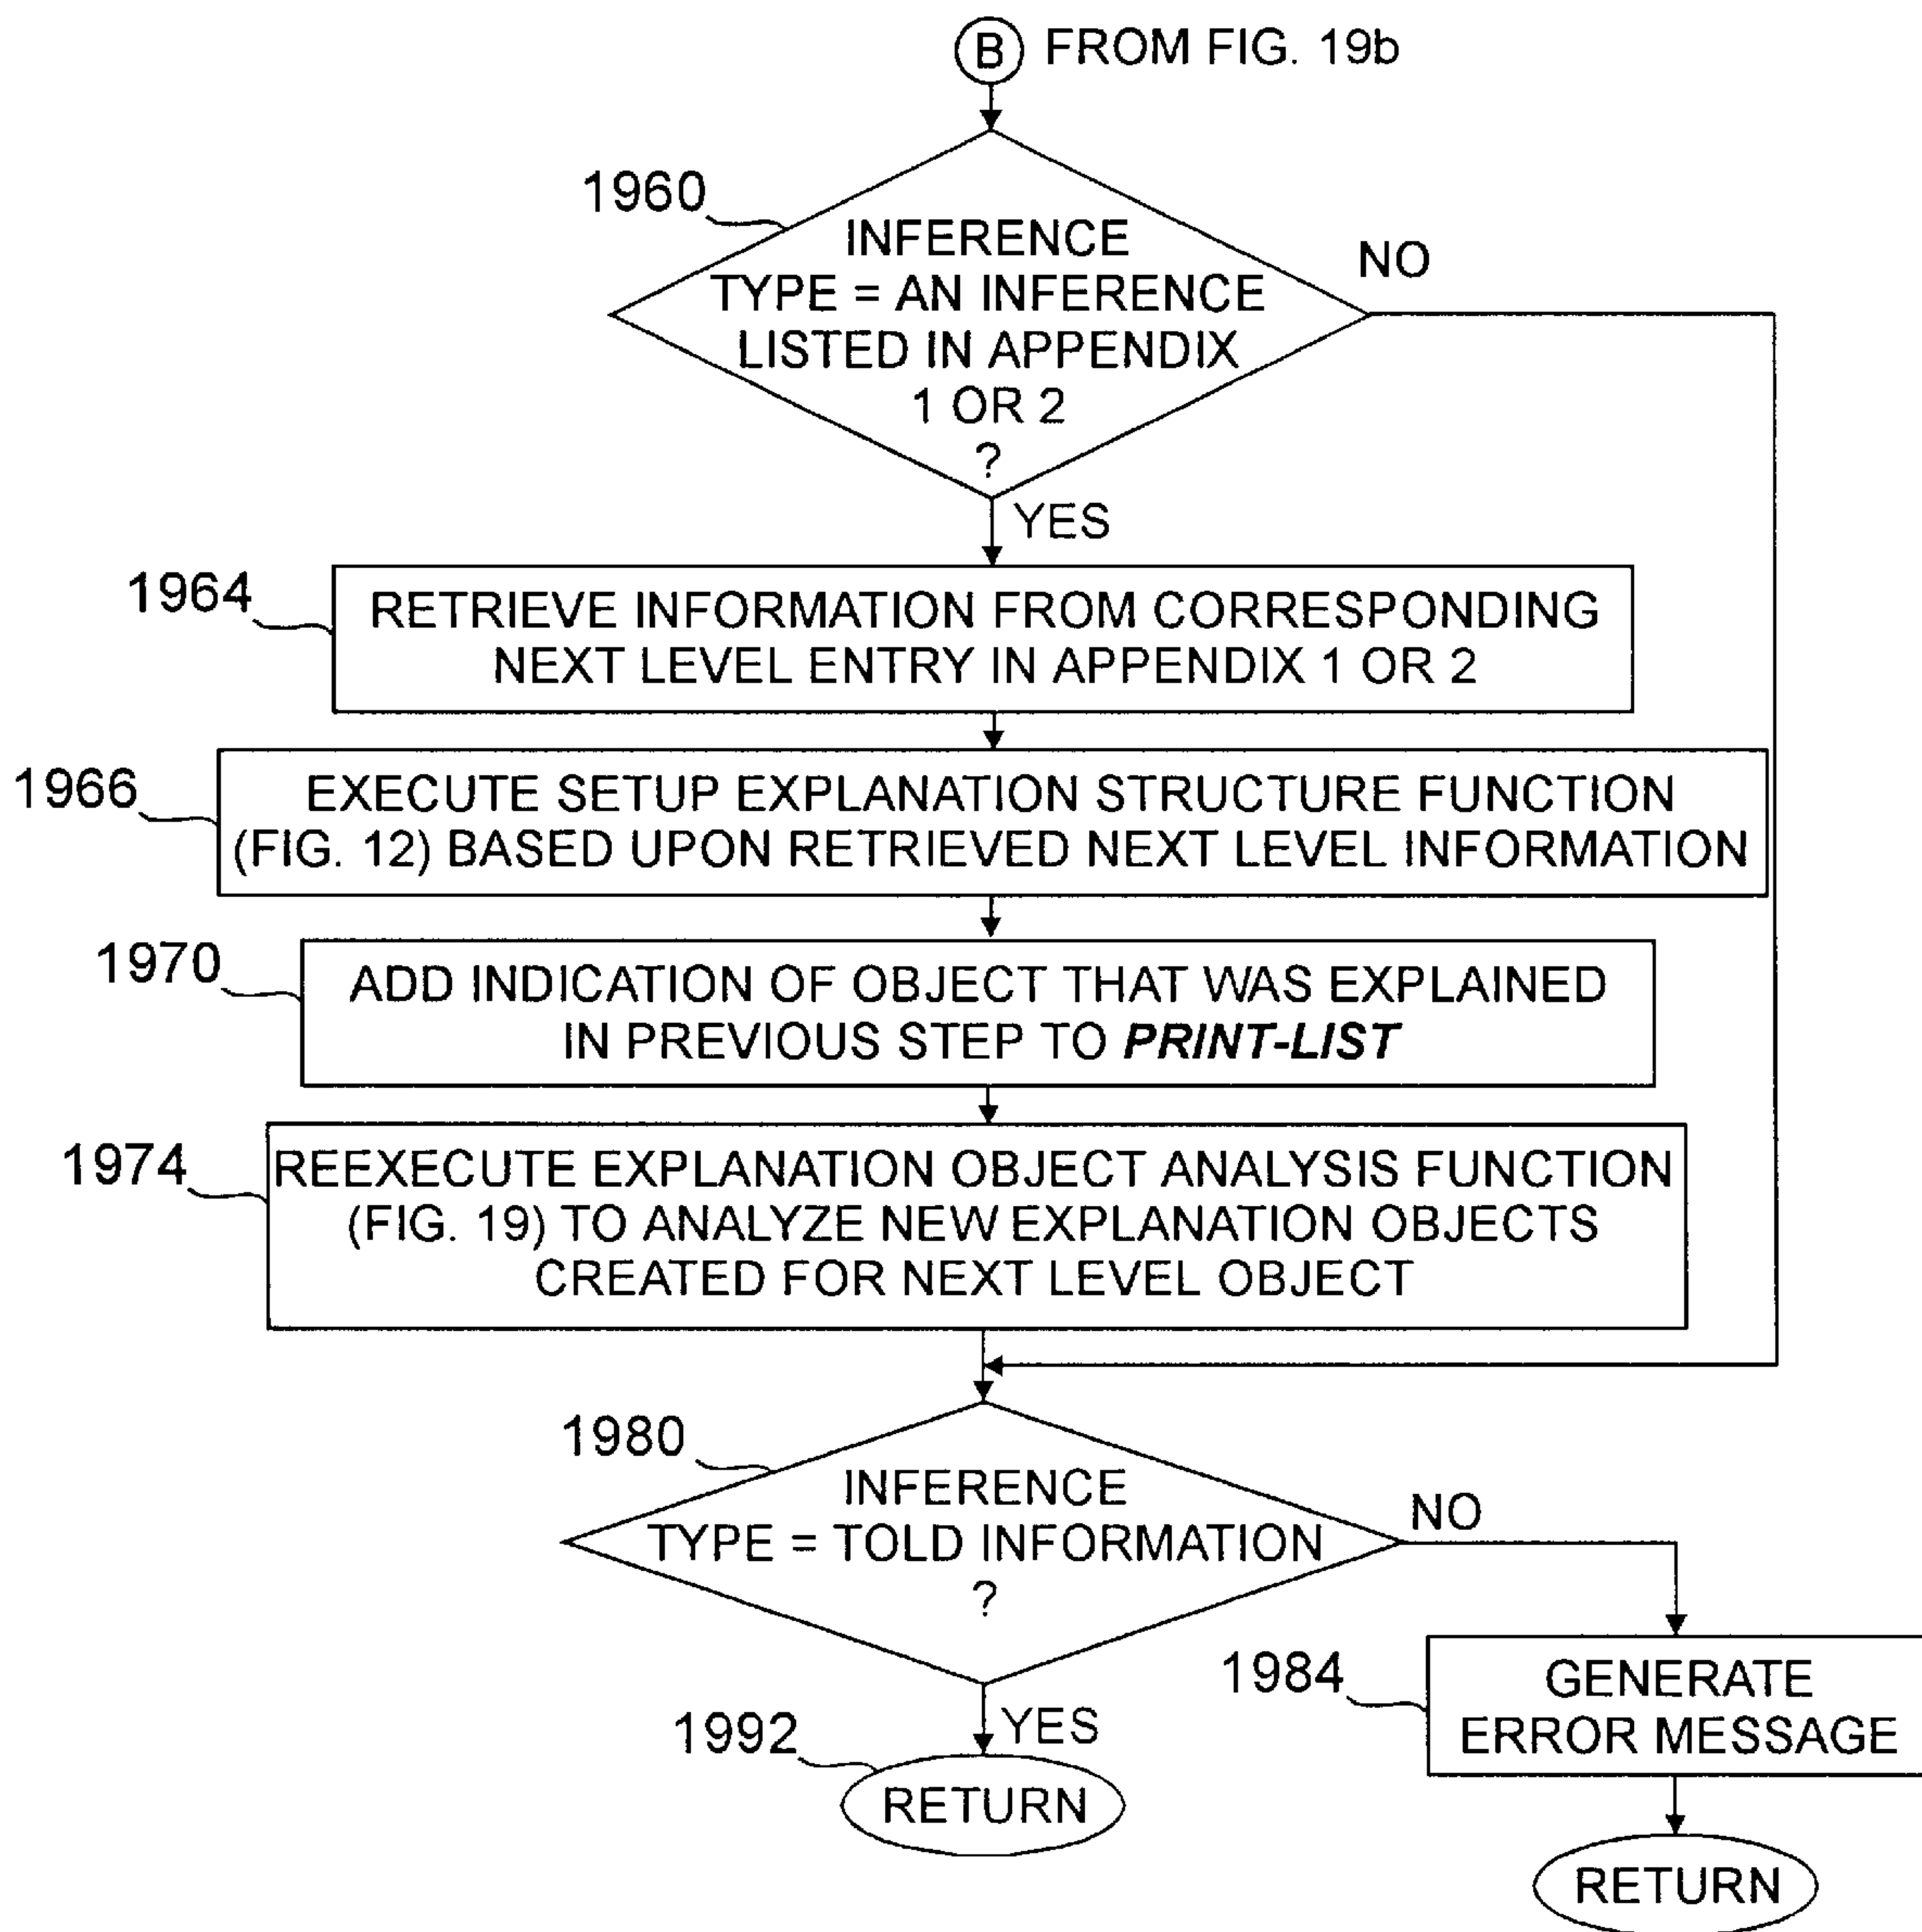 B FROM FIG. 19b
1960
INFERENCE
TYPE = AN INFERENCE
LISTED IN APPENDIX
1 OR 2
?
NO
YES
1964
RETRIEVE INFORMATION FROM CORRESPONDING
NEXT LEVEL ENTRY IN APPENDIX 1 OR 2
1966
EXECUTE SETUP EXPLANATION STRUCTURE FUNCTION
(FIG. 12) BASED UPON RETRIEVED NEXT LEVEL INFORMATION
1970
ADD INDICATION OF OBJECT THAT WAS EXPLAINED
IN PREVIOUS STEP TO PRINT-LIST
1974
REEXECUTE EXPLANATION OBJECT ANALYSIS FUNCTION
(FIG. 19) TO ANALYZE NEW EXPLANATION OBJECTS
CREATED FOR NEXT LEVEL OBJECT
1980
INFERENCE
TYPE = TOLD INFORMATION
?
NO
YES
1984
GENERATE
ERROR MESSAGE
1992
RETURN
RETURN